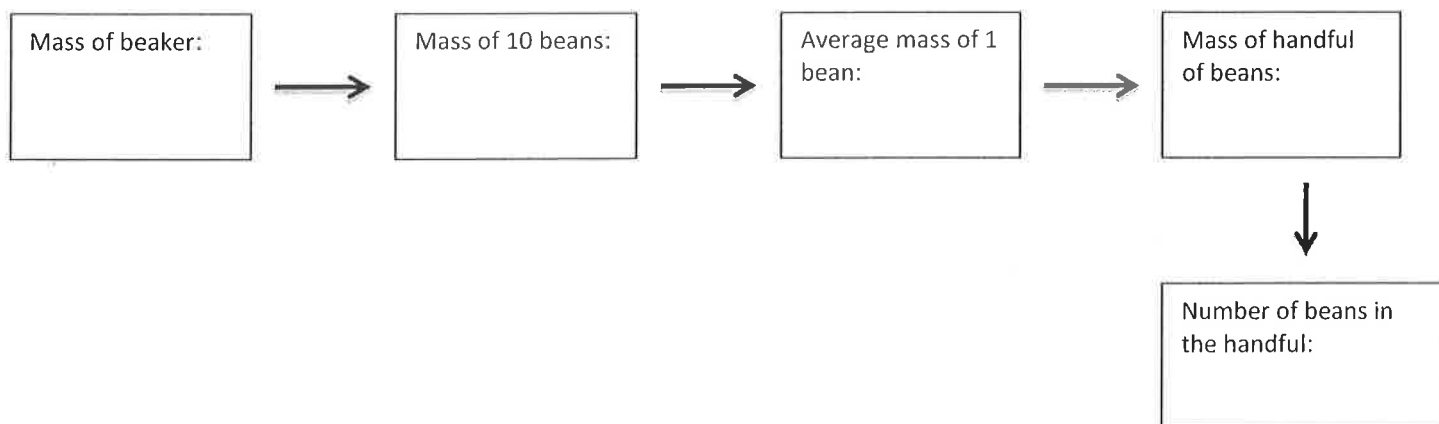 Mass of beaker:
Mass of 10 beans:
Average mass of 1
bean:
Mass of handful
of beans:
Number of beans in
the handful: